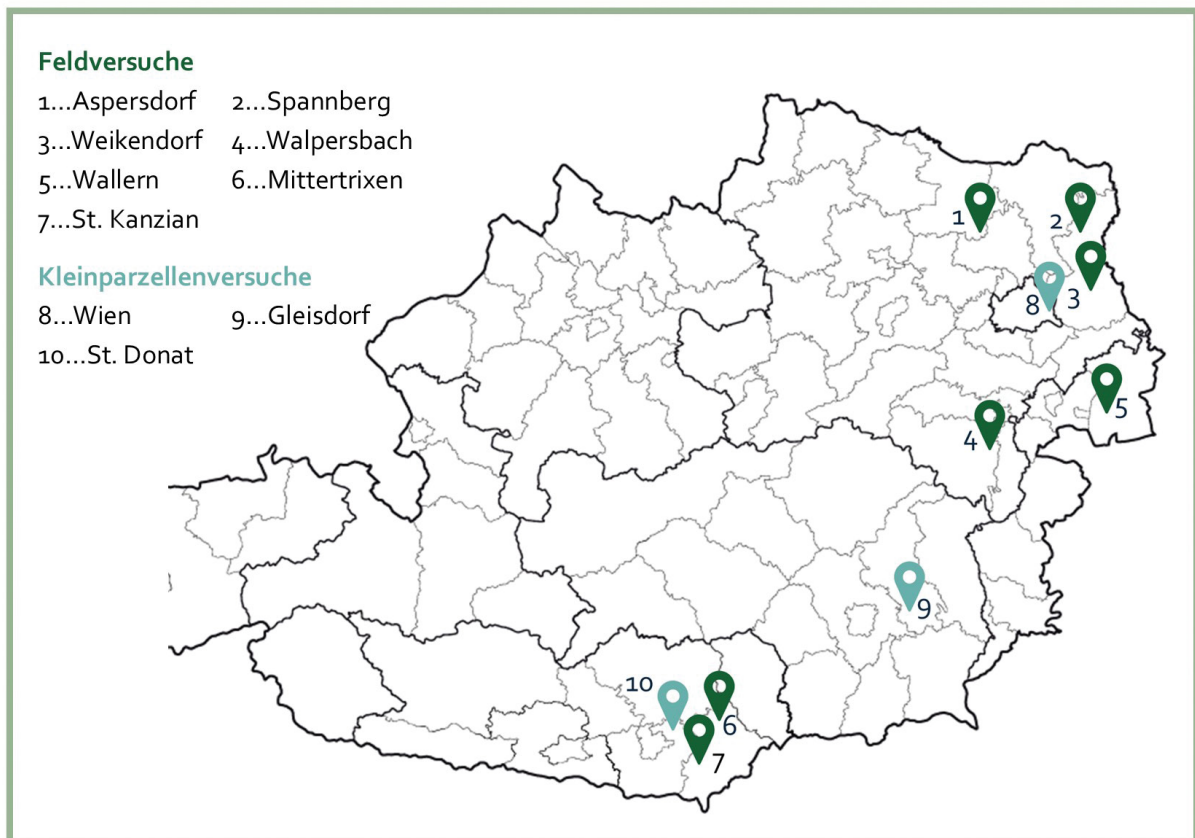 Feldversuche
1...Aspersdorf 2...Spannberg
3...Weikendorf 4...Walpersbach
5...Wallern 6...Mittertrixen
7...St. Kanzian
Kleinparzellenversuche
8...Wien 9...Gleisdorf
10...St. Donat
1
2
8
3
5
4
9
10
6
7